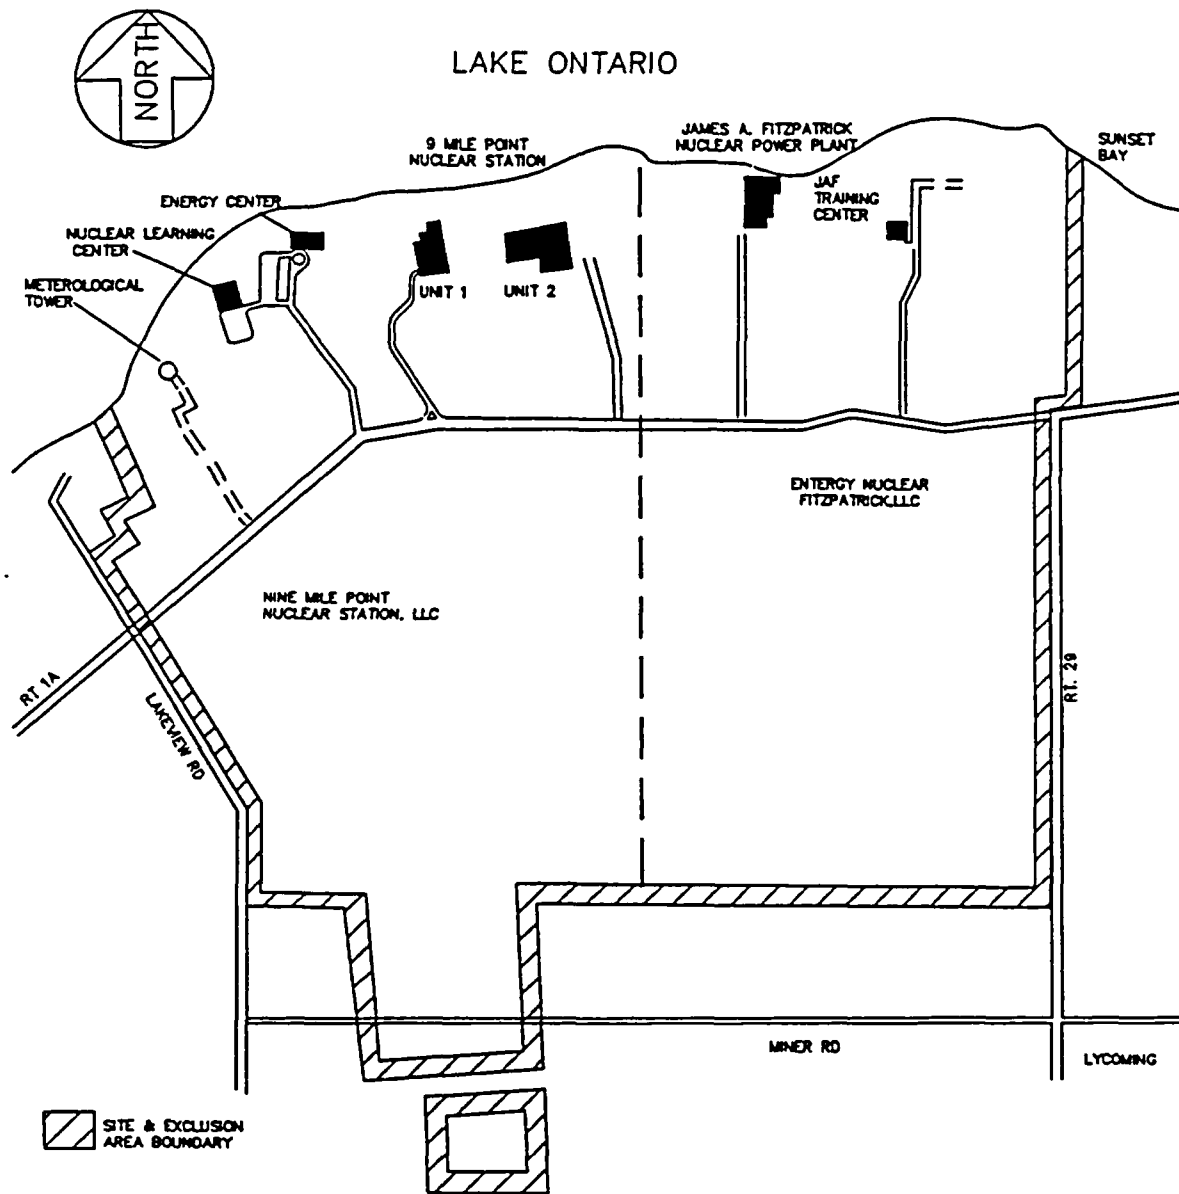 NORTH
LAKE ONTARIO
9 MILE POINT
NUCLEAR STATION
JAMES A. FITZPATRICK
NUCLEAR POWER PLANT
SUNSET
BAY
ENERGY CENTER
JAF
TRAINING
CENTER
NUCLEAR LEARNING
CENTER
METEROLOGICAL
TOWER
UNIT 1
UNIT 2
ENTERGY NUCLEAR
FITZPATRICK,LLC
NINE MILE POINT
NUCLEAR STATION, LLC
RT 1A
LAKEVIEW RD
RT. 29
MINER RD
LYCOMING
SITE & EXCLUSION
AREA BOUNDARY